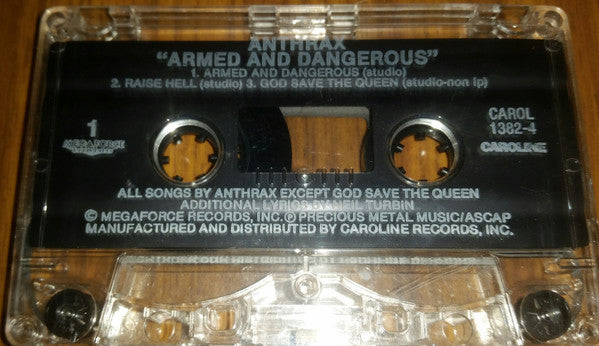 ANTHRAX
"ARMED AND DANGEROUS"
1. ARMED AND DANGEROUS (studio)
2. RAISE HELL (studio) 3. GOD SAVE THE QUEEN (studio-non lp)
1
MEGAFORCE
CAROL
1382-4
CAROLINE
ALL SONGS BY ANTHRAX EXCEPT GOD SAVE THE QUEEN
ADDITIONAL LYRICS BY NEIL TURBIN
© MEGAFORCE RECORDS, INC. ℗ PRECIOUS METAL MUSIC/ASCAP
MANUFACTURED AND DISTRIBUTED BY CAROLINE RECORDS, INC.